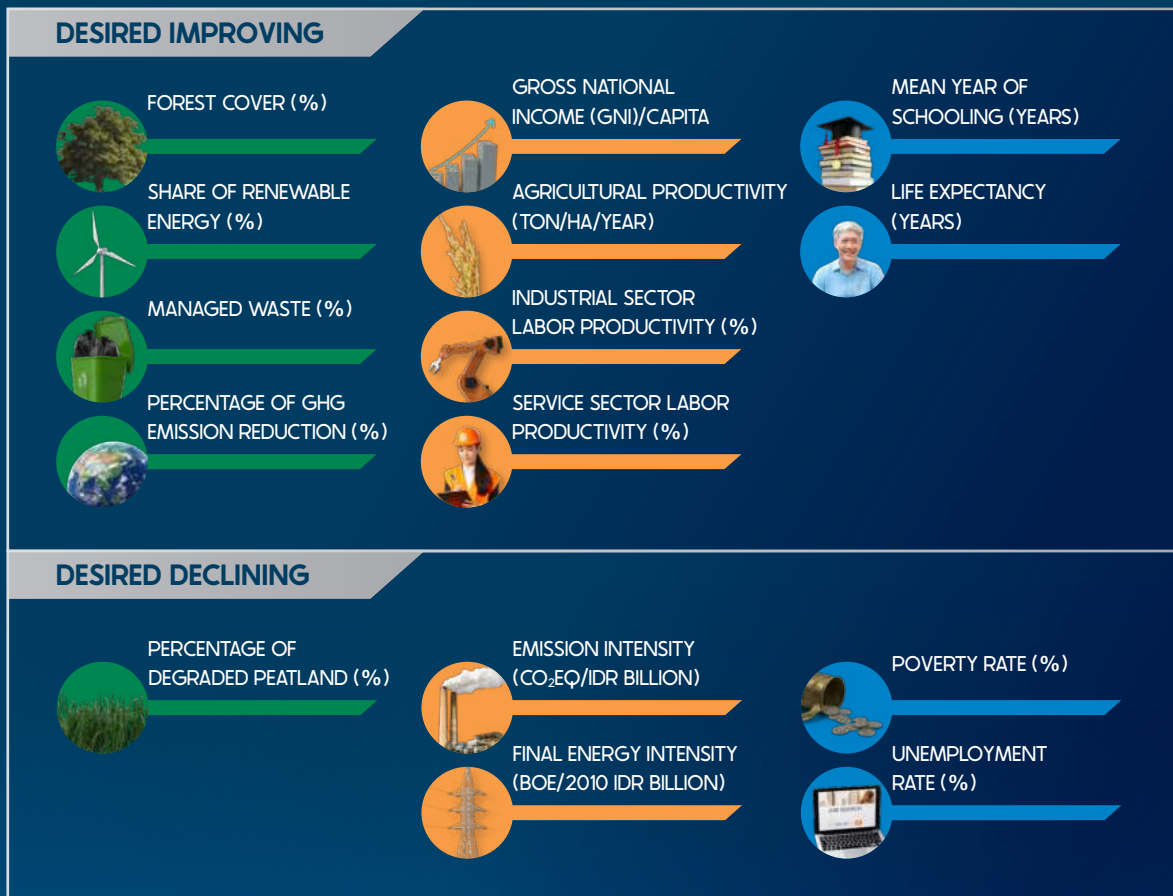 DESIRED IMPROVING
FOREST COVER (%)
SHARE OF RENEWABLE
ENERGY (%)
MANAGED WASTE (%)
PERCENTAGE OF GHG
EMISSION REDUCTION (%)
GROSS NATIONAL
INCOME (GNI)/CAPITA
AGRICULTURAL PRODUCTIVITY
(TON/HA/YEAR)
INDUSTRIAL SECTOR
LABOR PRODUCTIVITY (%)
SERVICE SECTOR LABOR
PRODUCTIVITY (%)
MEAN YEAR OF
SCHOOLING (YEARS)
LIFE EXPECTANCY
(YEARS)
DESIRED DECLINING
PERCENTAGE OF
DEGRADED PEATLAND (%)
EMISSION INTENSITY
(CO₂EQ/IDR BILLION)
FINAL ENERGY INTENSITY
(BOE/2010 IDR BILLION)
POVERTY RATE (%)
UNEMPLOYMENT
RATE (%)